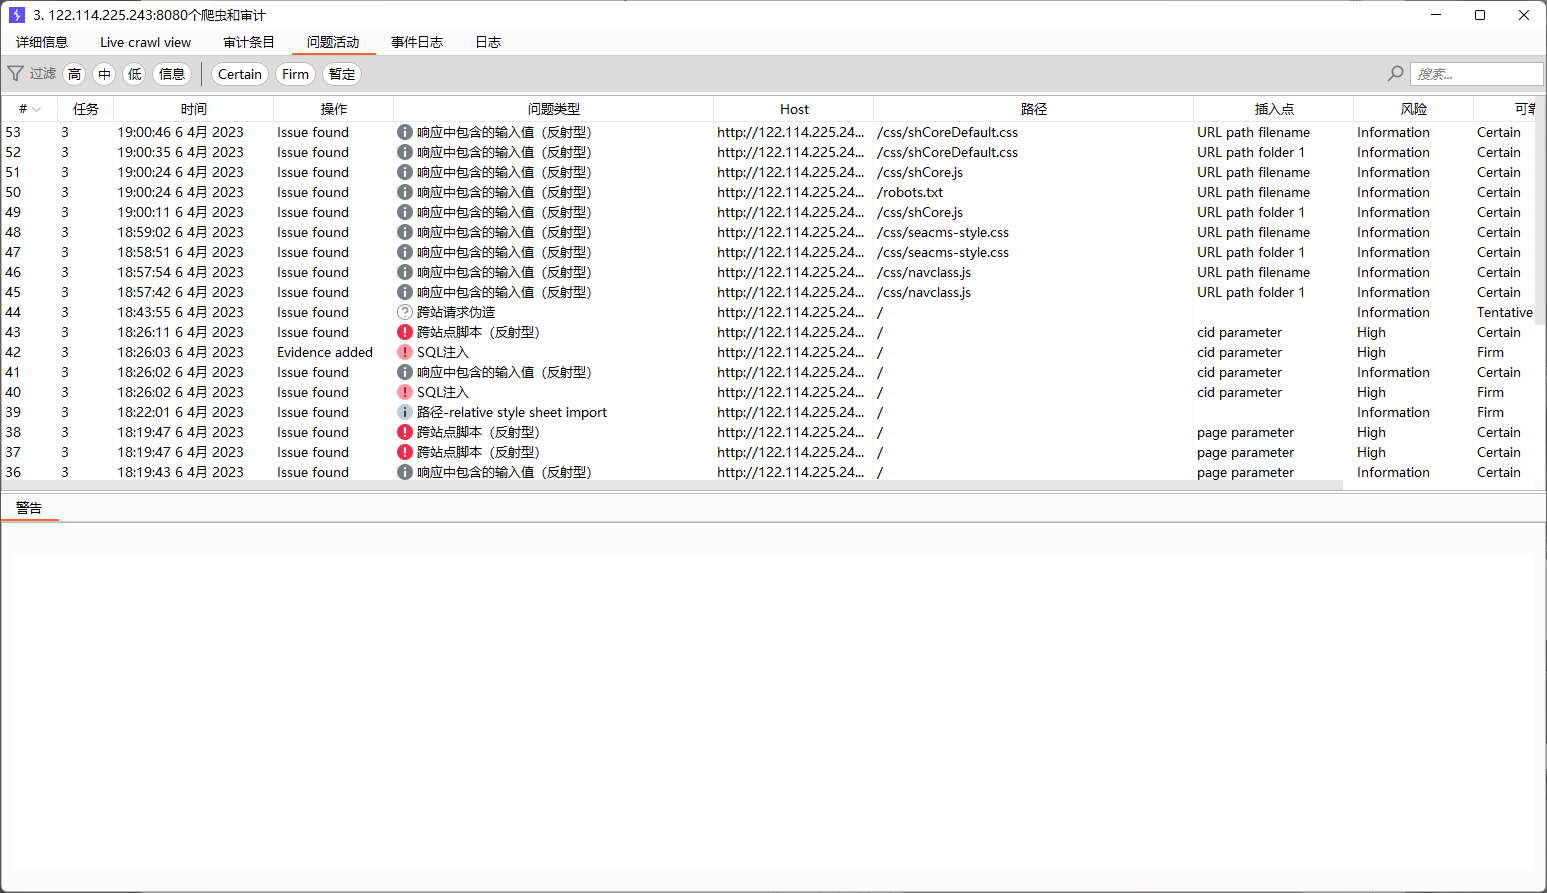 3. 122.114.225.243:8080个爬虫和审计
详细信息 Live crawl view 审计条目 问题活动 事件日志 日志
过滤 高 中 低 信息 Certain Firm 暂定 搜索...
# 任务 时间 操作 问题类型 Host 路径 插入点 风险 可
53 3 19:00:46 6 4月 2023 Issue found 响应中包含的输入值（反射型） http://122.114.225.24... /css/shCoreDefault.css URL path filename Information Certain
52 3 19:00:35 6 4月 2023 Issue found 响应中包含的输入值（反射型） http://122.114.225.24... /css/shCoreDefault.css URL path folder 1 Information Certain
51 3 19:00:24 6 4月 2023 Issue found 响应中包含的输入值（反射型） http://122.114.225.24... /css/shCore.js URL path filename Information Certain
50 3 19:00:24 6 4月 2023 Issue found 响应中包含的输入值（反射型） http://122.114.225.24... /robots.txt URL path filename Information Certain
49 3 19:00:11 6 4月 2023 Issue found 响应中包含的输入值（反射型） http://122.114.225.24... /css/shCore.js URL path folder 1 Information Certain
48 3 18:59:02 6 4月 2023 Issue found 响应中包含的输入值（反射型） http://122.114.225.24... /css/seacms-style.css URL path filename Information Certain
47 3 18:58:51 6 4月 2023 Issue found 响应中包含的输入值（反射型） http://122.114.225.24... /css/seacms-style.css URL path folder 1 Information Certain
46 3 18:57:54 6 4月 2023 Issue found 响应中包含的输入值（反射型） http://122.114.225.24... /css/navclass.js URL path filename Information Certain
45 3 18:57:42 6 4月 2023 Issue found 响应中包含的输入值（反射型） http://122.114.225.24... /css/navclass.js URL path folder 1 Information Certain
44 3 18:43:55 6 4月 2023 Issue found 跨站请求伪造 http://122.114.225.24... / Information Tentative
43 3 18:26:11 6 4月 2023 Issue found 跨站点脚本（反射型） http://122.114.225.24... / cid parameter High Certain
42 3 18:26:03 6 4月 2023 Evidence added SQL注入 http://122.114.225.24... / cid parameter High Firm
41 3 18:26:02 6 4月 2023 Issue found 响应中包含的输入值（反射型） http://122.114.225.24... / cid parameter Information Certain
40 3 18:26:02 6 4月 2023 Issue found SQL注入 http://122.114.225.24... / cid parameter High Firm
39 3 18:22:01 6 4月 2023 Issue found 路径-relative style sheet import http://122.114.225.24... / Information Firm
38 3 18:19:47 6 4月 2023 Issue found 跨站点脚本（反射型） http://122.114.225.24... / page parameter High Certain
37 3 18:19:47 6 4月 2023 Issue found 跨站点脚本（反射型） http://122.114.225.24... / page parameter High Certain
36 3 18:19:43 6 4月 2023 Issue found 响应中包含的输入值（反射型） http://122.114.225.24... / page parameter Information Certain
警告